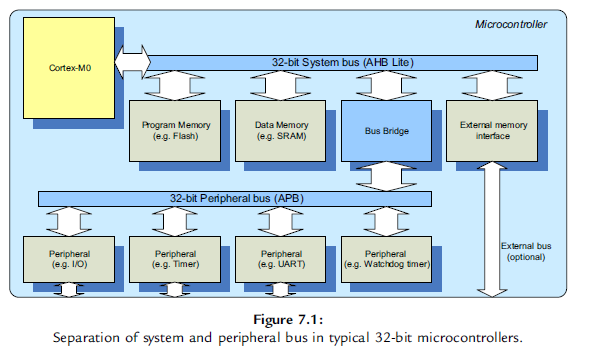 Microcontroller
Cortex-M0
32-bit System bus (AHB Lite)
Program Memory
(e.g. Flash)
Data Memory
(e.g. SRAM)
Bus Bridge
External memory
interface
32-bit Peripheral bus (APB)
Peripheral
(e.g. I/O)
Peripheral
(e.g. Timer)
Peripheral
(e.g. UART)
Peripheral
(e.g. Watchdog timer)
External bus
(optional)
Figure 7.1:
Separation of system and peripheral bus in typical 32-bit microcontrollers.